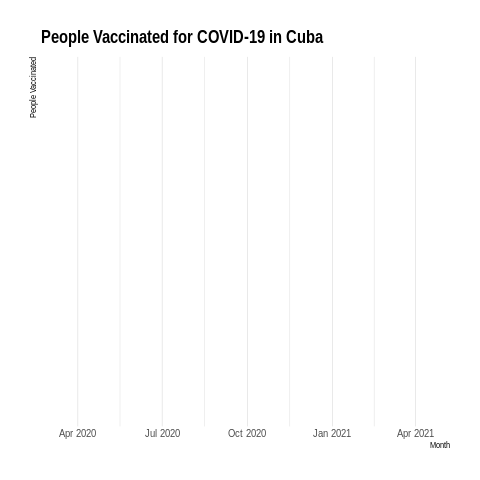 People Vaccinated for COVID-19 in Cuba
People Vaccinated
Apr 2020
Jul 2020
Oct 2020
Jan 2021
Apr 2021
Month